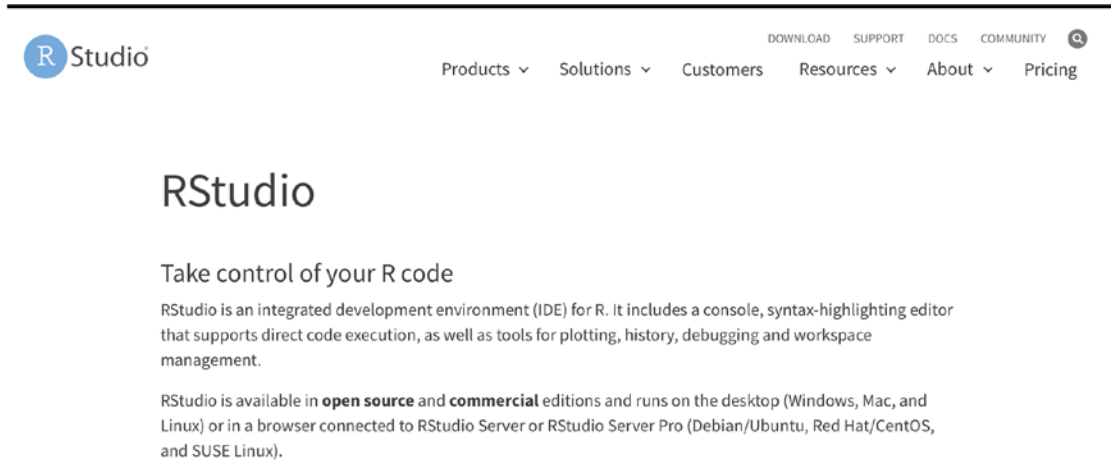 R Studio®
DOWNLOAD SUPPORT DOCS COMMUNITY
Products Solutions Customers Resources About Pricing
RStudio
Take control of your R code
RStudio is an integrated development environment (IDE) for R. It includes a console, syntax-highlighting editor
that supports direct code execution, as well as tools for plotting, history, debugging and workspace
management.
RStudio is available in open source and commercial editions and runs on the desktop (Windows, Mac, and
Linux) or in a browser connected to RStudio Server or RStudio Server Pro (Debian/Ubuntu, Red Hat/CentOS,
and SUSE Linux).